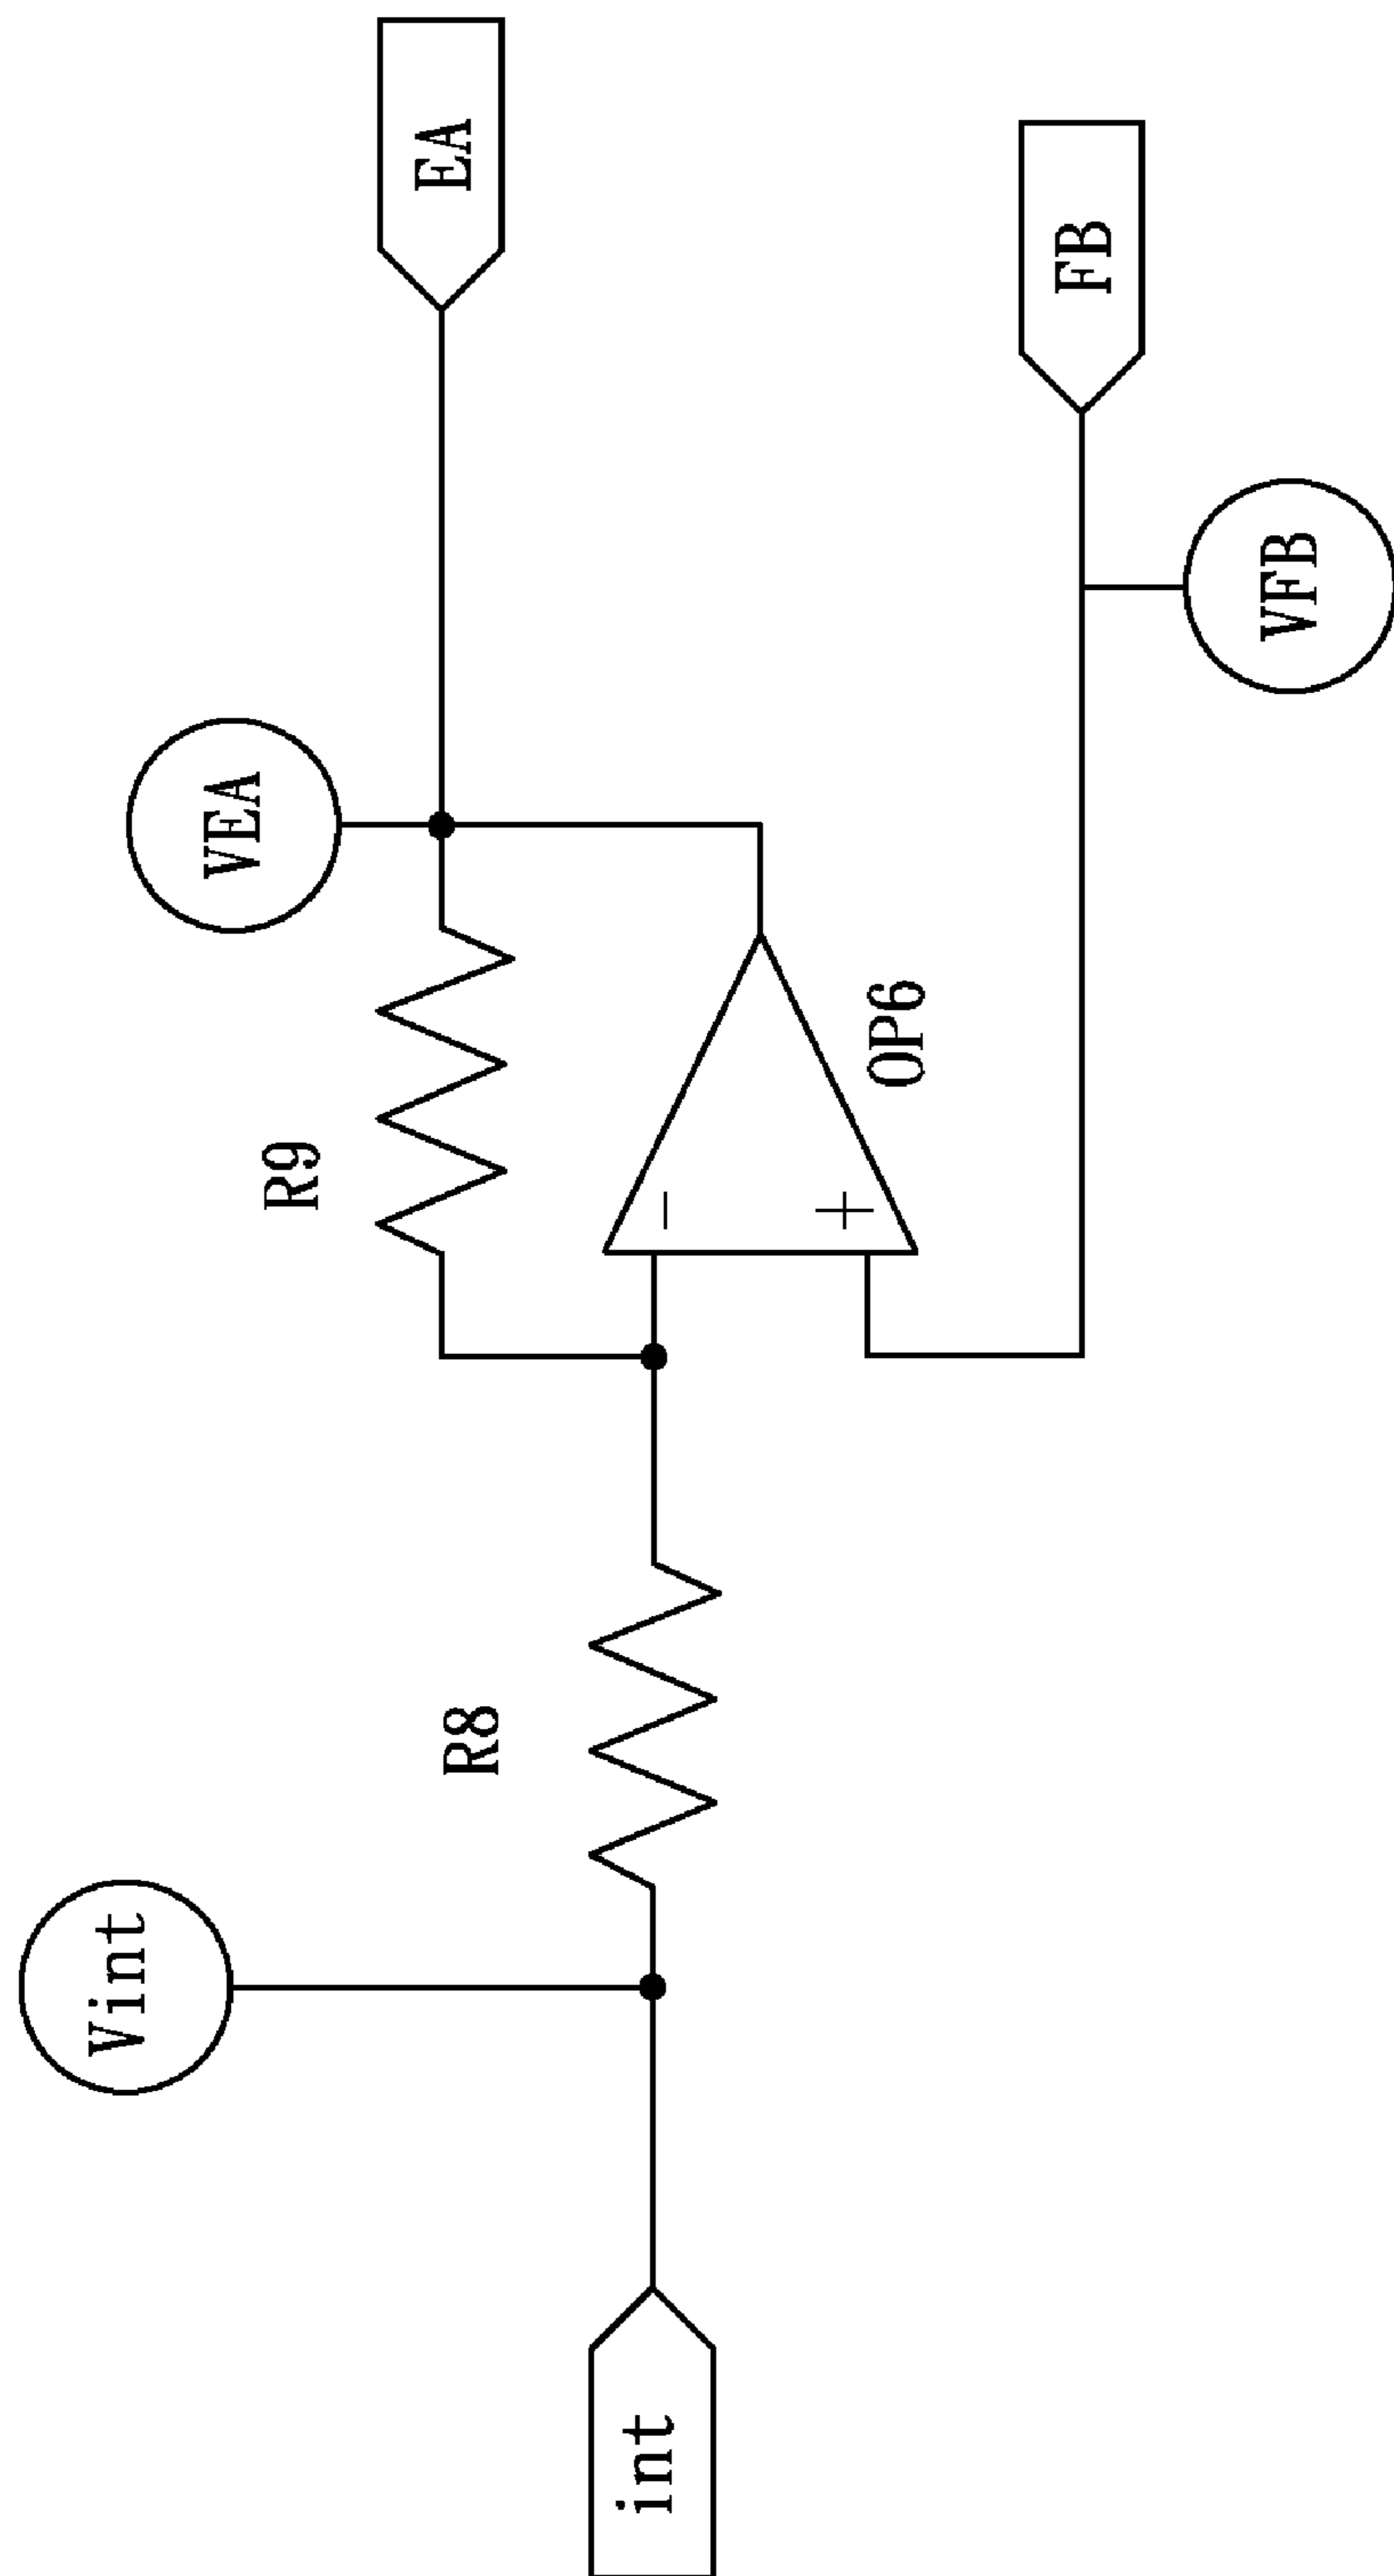 Vint
VEA
R9
EA
R8
int
-
+
OP6
FB
VFB